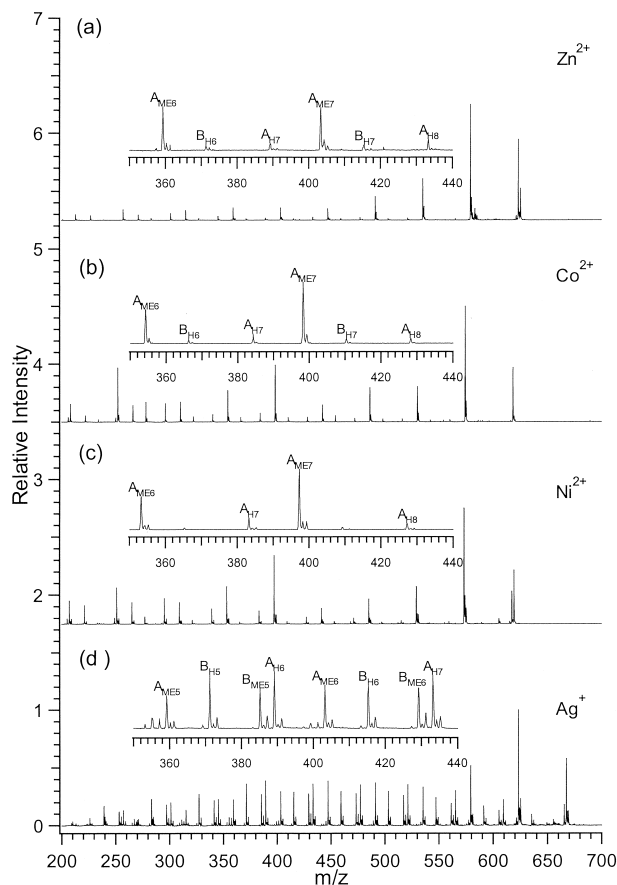 7
(a)
Zn2+
AME6
BH6
AH7
AME7
BH7
AH8
360 380 400 420 440
6
5
(b)
Co2+
AME6
BH6
AH7
AME7
BH7
AH8
360 380 400 420 440
4
Relative Intensity
(c)
Ni2+
AME6
AH7
AME7
AH8
360 380 400 420 440
3
2
(d )
Ag+
AME5
BH5
BME5
AH6
AME6
BH6
BME6
AH7
360 380 400 420 440
1
0
200 250 300 350 400 450 500 550 600 650 700
m/z